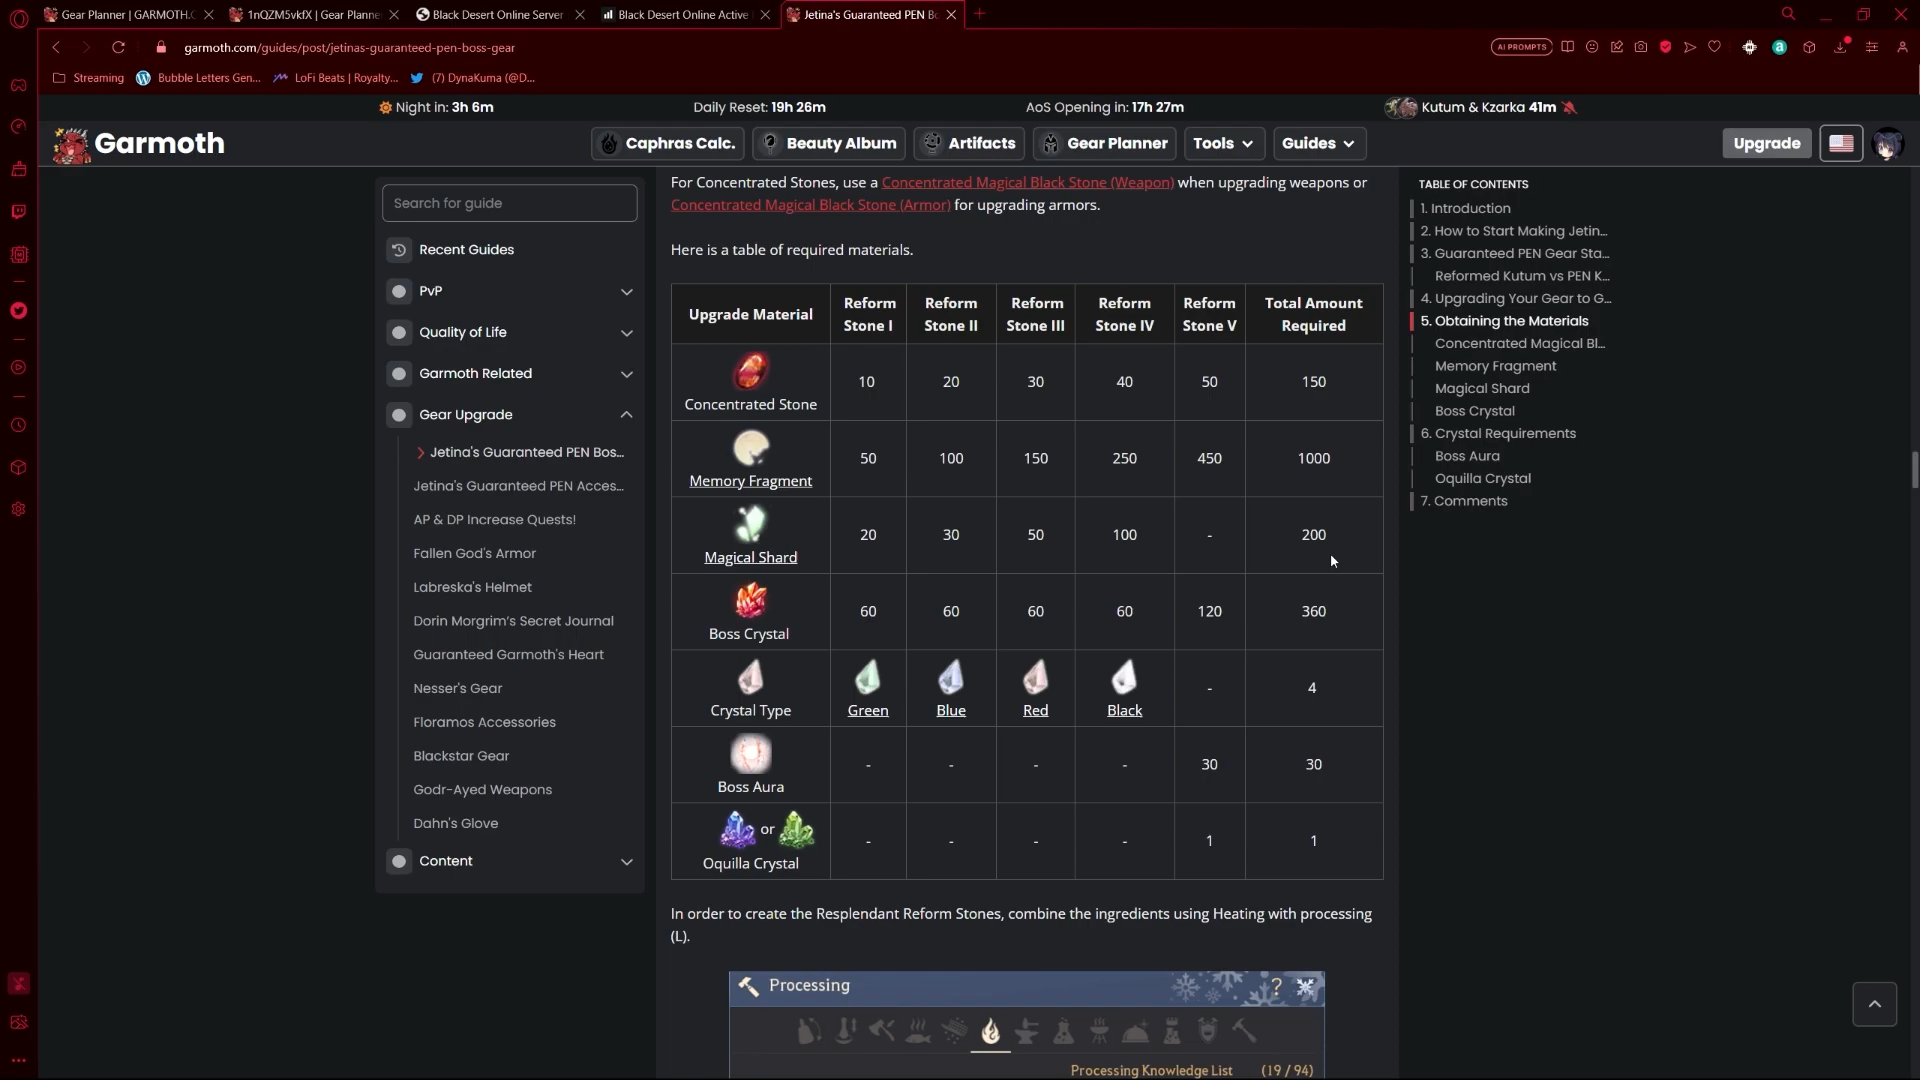 Gear Planner | GARMOTH.C
1nQZM5vkfX | Gear Planne
Black Desert Online Server
Black Desert Online Active
Jetina's Guaranteed PEN Bo
garmoth.com/guides/post/jetinas-guaranteed-pen-boss-gear
AI PROMPTS
Streaming
Bubble Letters Gen...
LoFi Beats | Royalty...
(7) DynaKuma (@D...
Night in: 3h 6m
Daily Reset: 19h 26m
AoS Opening in: 17h 27m
Kutum & Kzarka 41m
Garmoth
Caphras Calc.
Beauty Album
Artifacts
Gear Planner
Tools
Guides
Upgrade
Search for guide
Recent Guides
PvP
Quality of Life
Garmoth Related
Gear Upgrade
Jetina's Guaranteed PEN Bos...
Jetina's Guaranteed PEN Acces...
AP & DP Increase Quests!
Fallen God's Armor
Labreska's Helmet
Dorin Morgrim's Secret Journal
Guaranteed Garmoth's Heart
Nesser's Gear
Floramos Accessories
Blackstar Gear
Godr-Ayed Weapons
Dahn's Glove
Content
For Concentrated Stones, use a Concentrated Magical Black Stone (Weapon) when upgrading weapons or
Concentrated Magical Black Stone (Armor) for upgrading armors.
Here is a table of required materials.
Upgrade Material Reform Stone I Reform Stone II Reform Stone III Reform Stone IV Reform Stone V Total Amount Required
Concentrated Stone 10 20 30 40 50 150
Memory Fragment 50 100 150 250 450 1000
Magical Shard 20 30 50 100 - 200
Boss Crystal 60 60 60 60 120 360
Crystal Type Green Blue Red Black - 4
Boss Aura - - - - 30 30
or
Oquilla Crystal - - - - 1 1
In order to create the Resplendant Reform Stones, combine the ingredients using Heating with processing
(L).
Processing
?
Processing Knowledge List (19 / 94)
TABLE OF CONTENTS
1. Introduction
2. How to Start Making Jetin...
3. Guaranteed PEN Gear Sta...
Reformed Kutum vs PEN K...
4. Upgrading Your Gear to G...
5. Obtaining the Materials
Concentrated Magical Bl...
Memory Fragment
Magical Shard
Boss Crystal
6. Crystal Requirements
Boss Aura
Oquilla Crystal
7. Comments